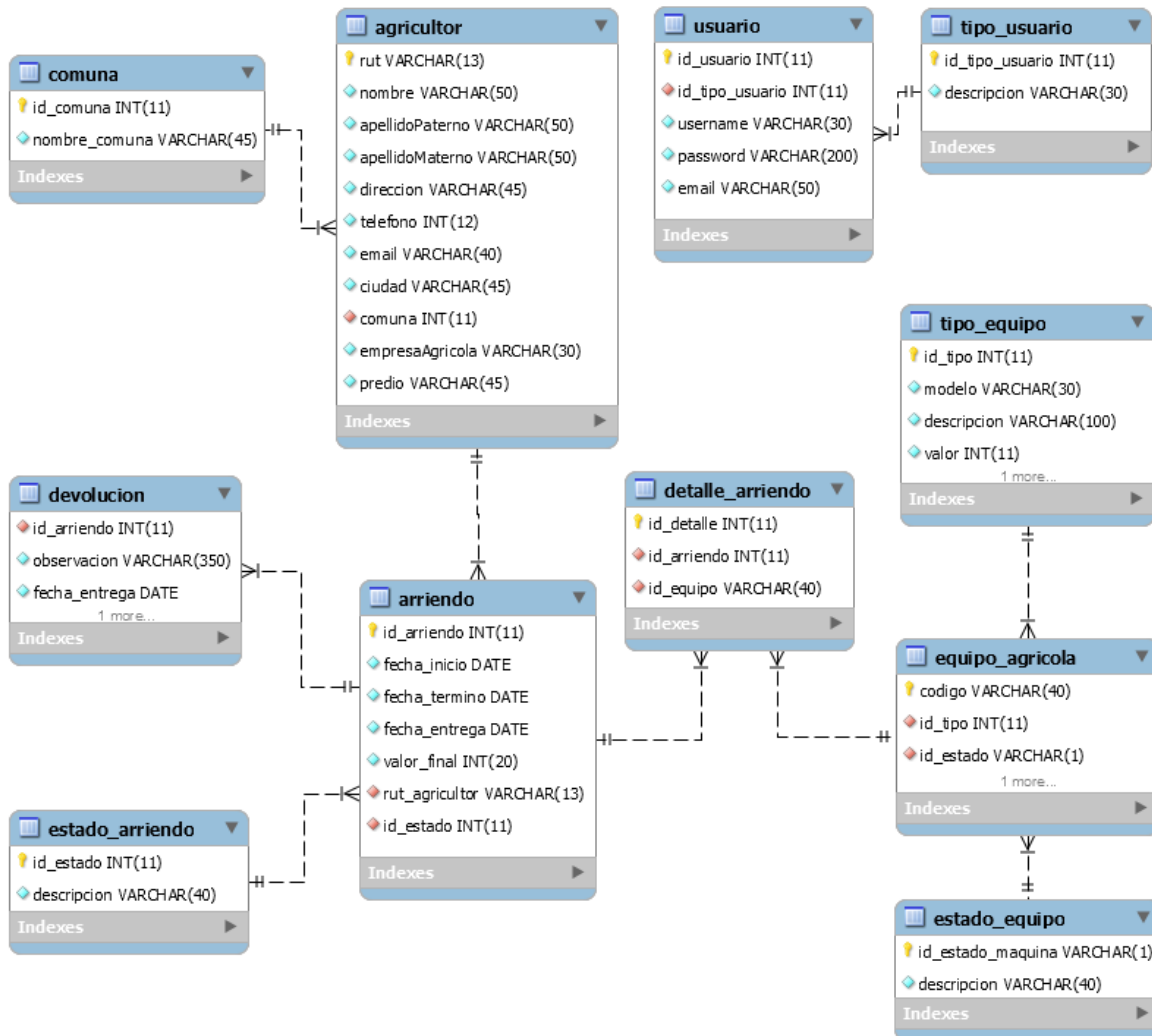 comuna
id_comuna INT(11)
nombre_comuna VARCHAR(45)
Indexes
agricultor
rut VARCHAR(13)
nombre VARCHAR(50)
apellidoPaterno VARCHAR(50)
apellidoMaterno VARCHAR(50)
direccion VARCHAR(45)
telefono INT(12)
email VARCHAR(40)
ciudad VARCHAR(45)
comuna INT(11)
empresaAgricola VARCHAR(30)
predio VARCHAR(45)
Indexes
usuario
id_usuario INT(11)
id_tipo_usuario INT(11)
username VARCHAR(30)
password VARCHAR(200)
email VARCHAR(50)
Indexes
tipo_usuario
id_tipo_usuario INT(11)
descripcion VARCHAR(30)
Indexes
tipo_equipo
id_tipo INT(11)
modelo VARCHAR(30)
descripcion VARCHAR(100)
valor INT(11)
1 more...
Indexes
devolucion
id_arriendo INT(11)
observacion VARCHAR(350)
fecha_entrega DATE
1 more...
Indexes
detalle_arriendo
id_detalle INT(11)
id_arriendo INT(11)
id_equipo VARCHAR(40)
Indexes
arriendo
id_arriendo INT(11)
fecha_inicio DATE
fecha_termino DATE
fecha_entrega DATE
valor_final INT(20)
rut_agricultor VARCHAR(13)
id_estado INT(11)
Indexes
equipo_agricola
codigo VARCHAR(40)
id_tipo INT(11)
id_estado VARCHAR(1)
1 more...
Indexes
estado_arriendo
id_estado INT(11)
descripcion VARCHAR(40)
Indexes
estado_equipo
id_estado_maquina VARCHAR(1)
descripcion VARCHAR(40)
Indexes